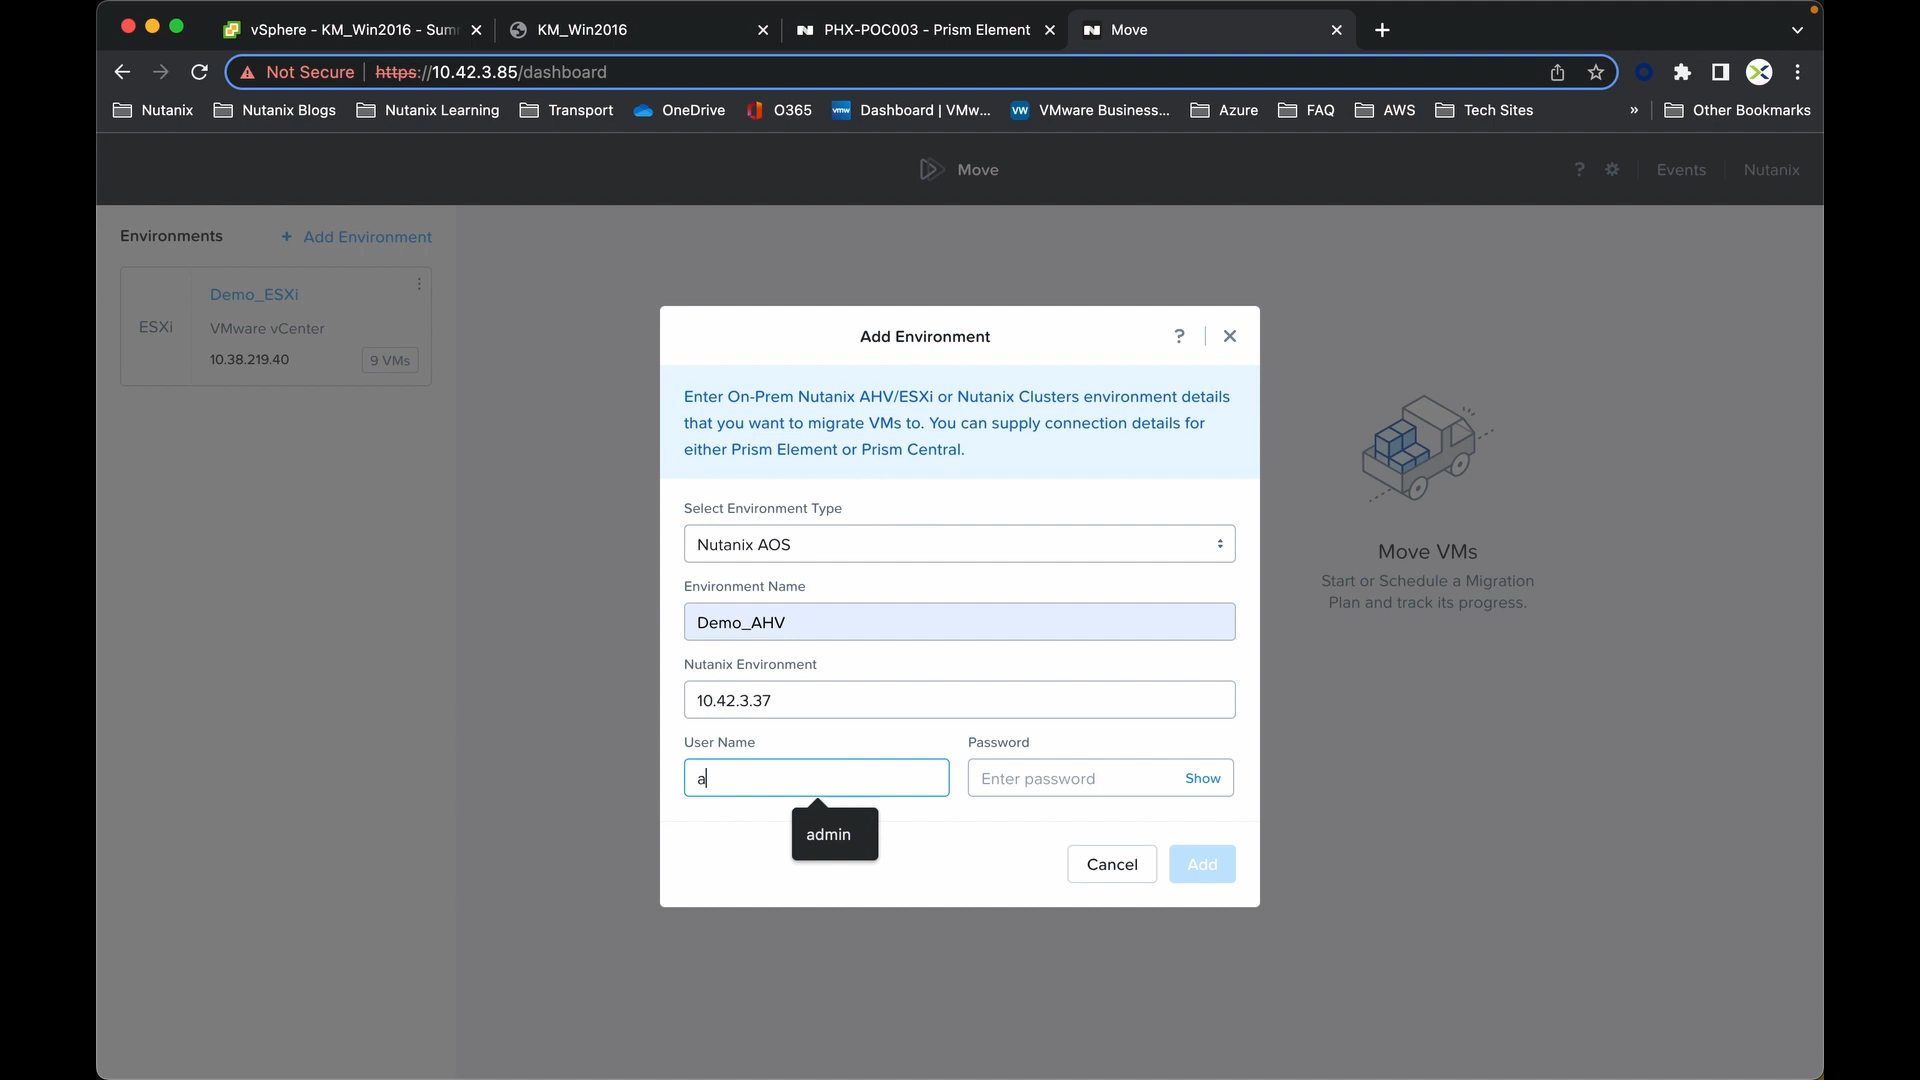 vSphere - KM_Win2016 - Sum
KM_Win2016
PHX-POC003 - Prism Element
Move
Not Secure
https://10.42.3.85/dashboard
Nutanix
Nutanix Blogs
Nutanix Learning
Transport
OneDrive
O365
vmw
Dashboard | VMw...
VW
VMware Business...
Azure
FAQ
AWS
Tech Sites
»
Other Bookmarks
Move
?
Events
Nutanix
Environments
+ Add Environment
ESXi
Demo_ESXi
VMware vCenter
10.38.219.40
9 VMs
Add Environment
?
Enter On-Prem Nutanix AHV/ESXi or Nutanix Clusters environment details
that you want to migrate VMs to. You can supply connection details for
either Prism Element or Prism Central.
Select Environment Type
Nutanix AOS
Environment Name
Demo_AHV
Nutanix Environment
10.42.3.37
User Name
Password
a
Enter password
Show
admin
Cancel
Add
Move VMs
Start or Schedule a Migration
Plan and track its progress.